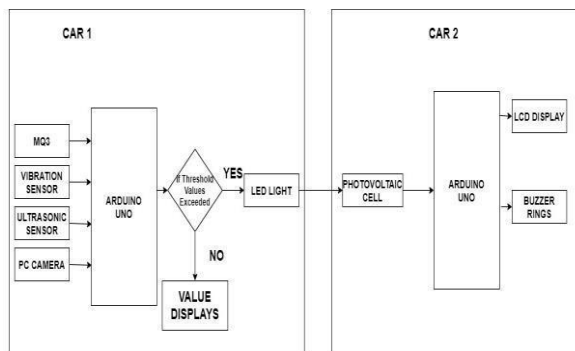 CAR 1
MQ3
VIBRATION
SENSOR
ULTRASONIC
SENSOR
PC CAMERA
ARDUINO
UNO
If Threshold
Values
Exceeded
YES
LED LIGHT
NO
VALUE
DISPLAYS
CAR 2
PHOTOVOLTAIC
CELL
ARDUINO
UNO
LCD DISPLAY
BUZZER
RINGS